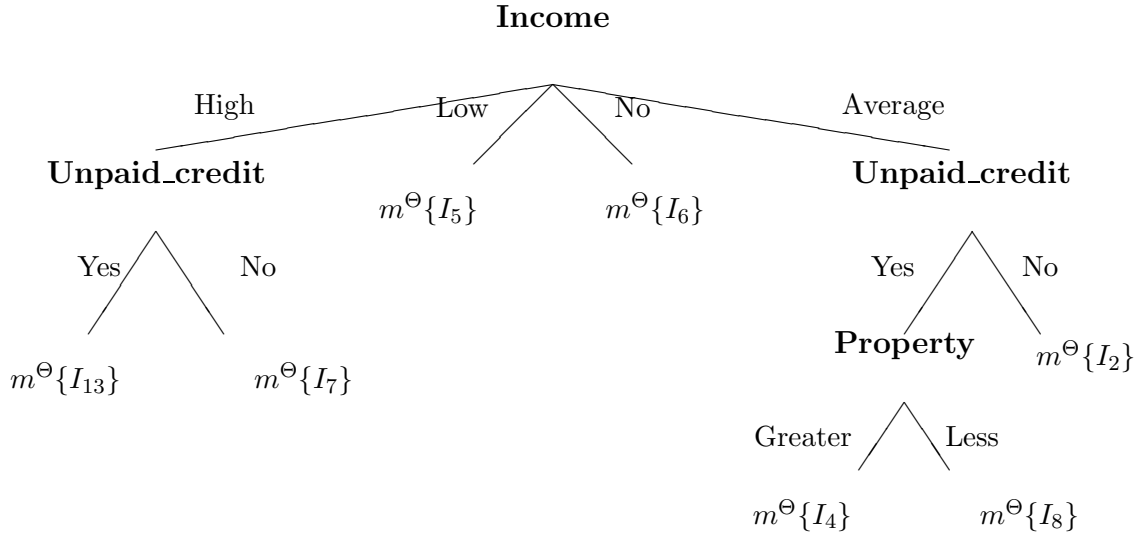 Income
High Low No Average
Unpaid_credit Unpaid_credit
m^Θ{I_5} m^Θ{I_6}
Yes No Yes No
Property
m^Θ{I_13} m^Θ{I_7} m^Θ{I_2}
Greater Less
m^Θ{I_4} m^Θ{I_8}